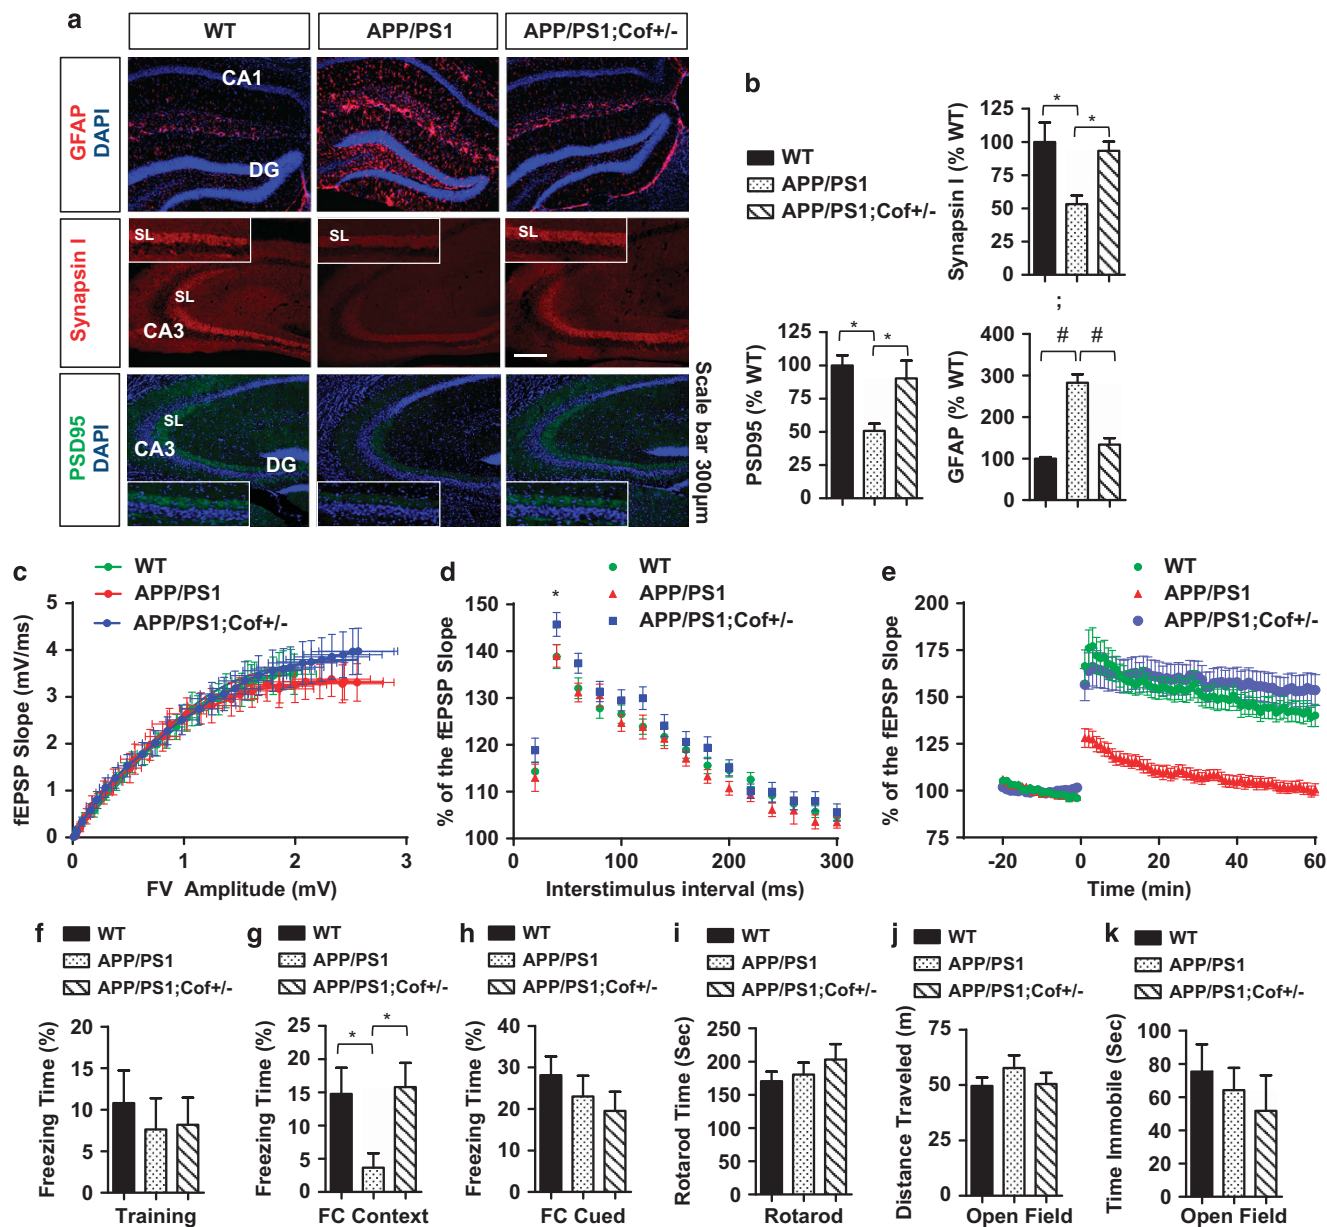 a
WT APP/PS1 APP/PS1;Cof+/-
GFAP DAPI
CA1
DG
Synapsin I
SL SL SL
SL
CA3
PSD95 DAPI
SL
CA3
DG
Scale bar 300µm
b
WT
APP/PS1
APP/PS1;Cof+/-
Synapsin I (% WT)
125
100
75
50
25
0
* *
;
PSD95 (% WT)
125
100
75
50
25
0
* *
GFAP (% WT)
400
300
200
100
0
# #
c
WT
APP/PS1
APP/PS1;Cof+/-
fEPSP Slope (mV/ms)
5
4
3
2
1
0
0 1 2 3
FV Amplitude (mV)
d
WT
APP/PS1
APP/PS1;Cof+/-
% of the fEPSP Slope
150
140
130
120
110
100
*
0 100 200 300
Interstimulus interval (ms)
e
WT
APP/PS1
APP/PS1;Cof+/-
% of the fEPSP Slope
200
175
150
125
100
75
-20 0 20 40 60
Time (min)
f
WT
APP/PS1
APP/PS1;Cof+/-
Freezing Time (%)
20
15
10
5
0
Training
g
WT
APP/PS1
APP/PS1;Cof+/-
Freezing Time (%)
25
20
15
10
5
0
* *
FC Context
h
WT
APP/PS1
APP/PS1;Cof+/-
Freezing Time (%)
40
30
20
10
0
FC Cued
i
WT
APP/PS1
APP/PS1;Cof+/-
Rotarod Time (Sec)
300
250
200
150
100
50
0
Rotarod
j
WT
APP/PS1
APP/PS1;Cof+/-
Distance Traveled (m)
75
50
25
0
Open Field
k
WT
APP/PS1
APP/PS1;Cof+/-
Time Immobile (Sec)
100
80
60
40
20
0
Open Field